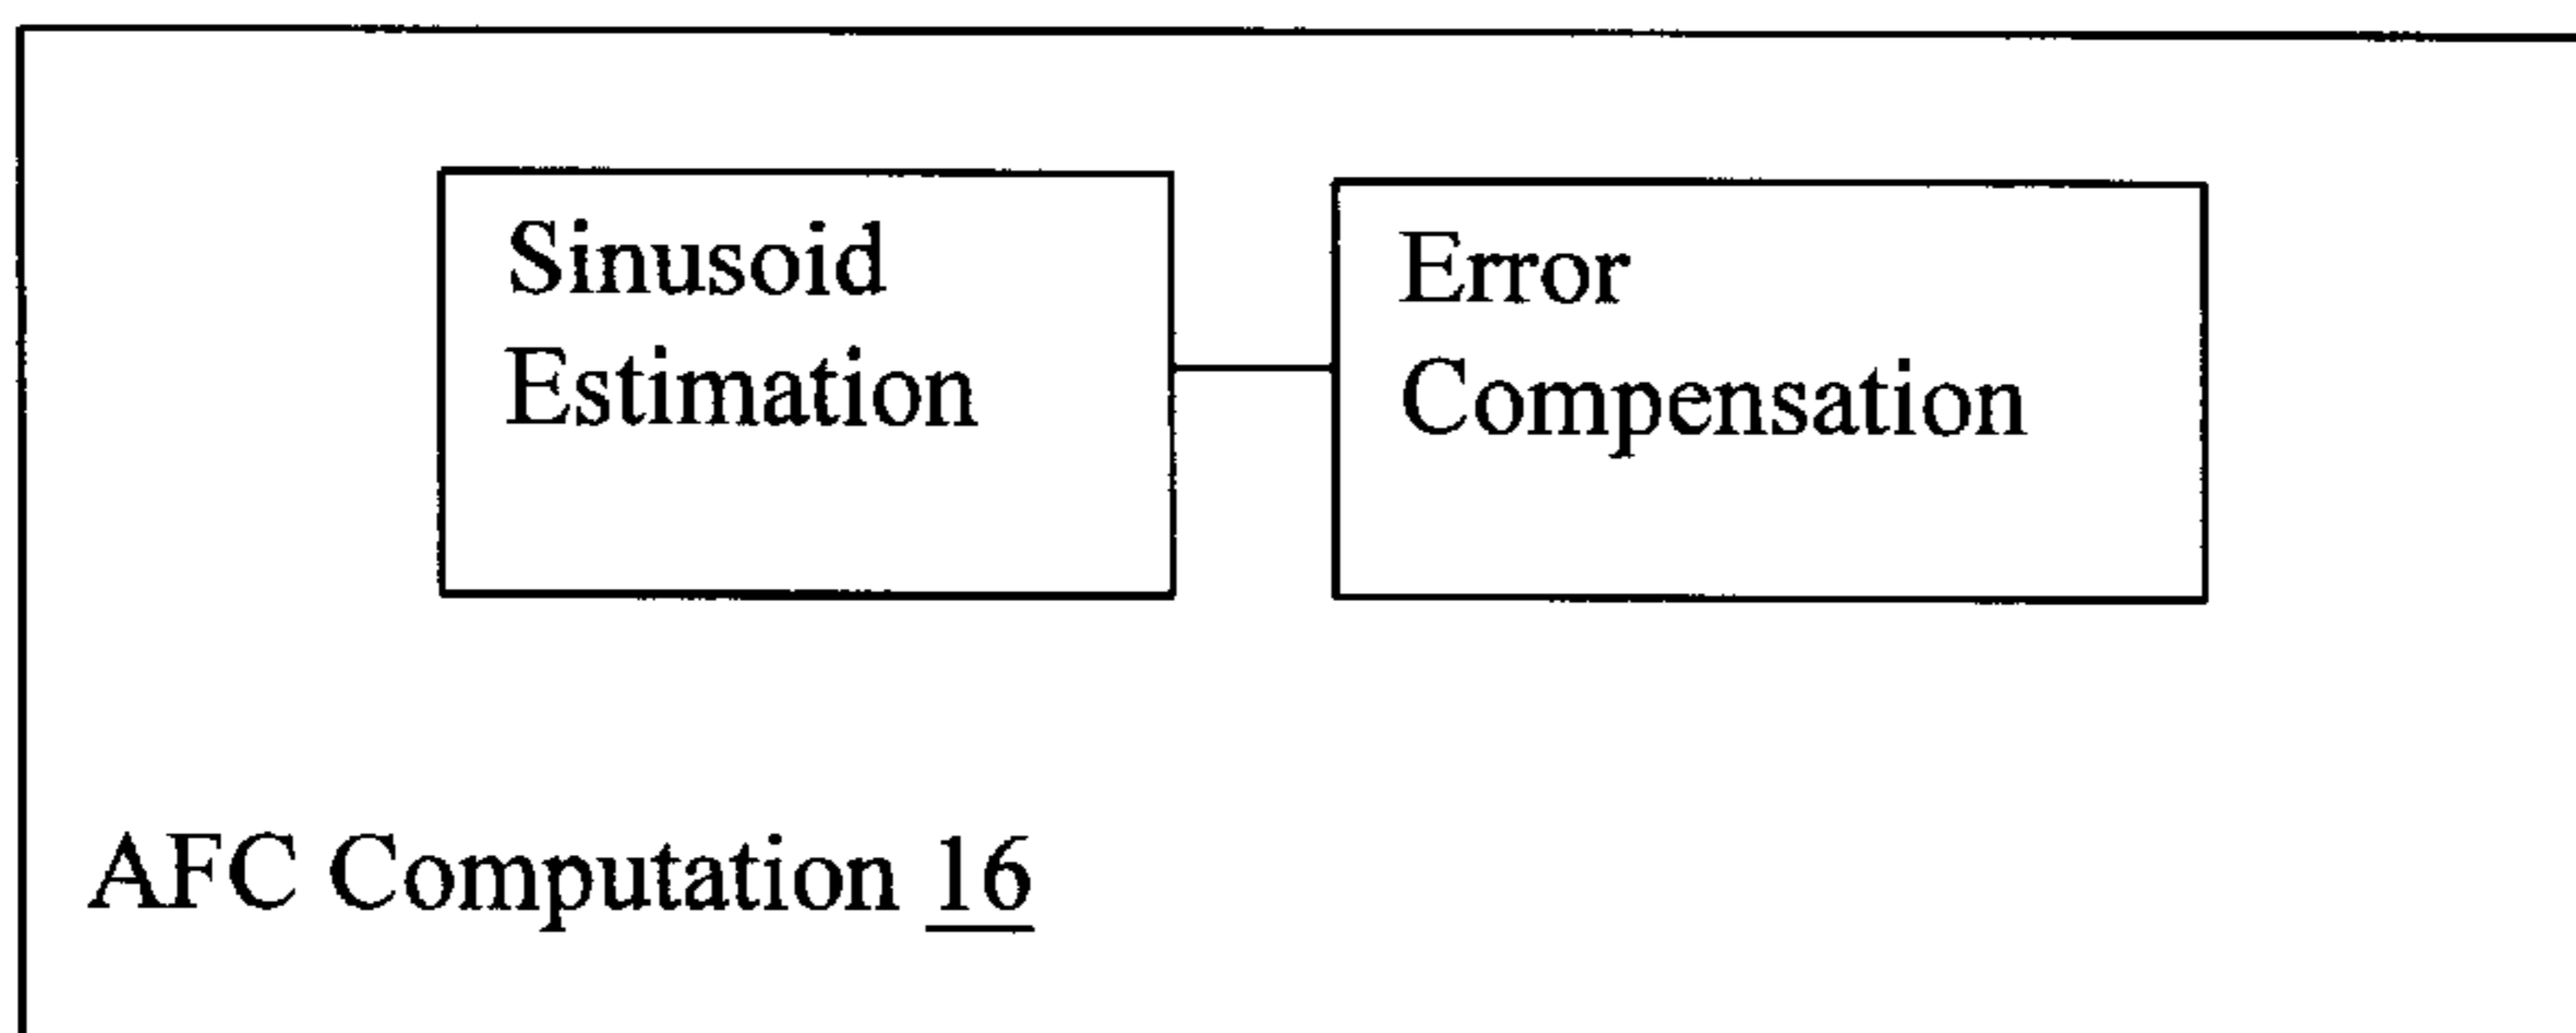 Sinusoid
Estimation
Error
Compensation
AFC Computation 16